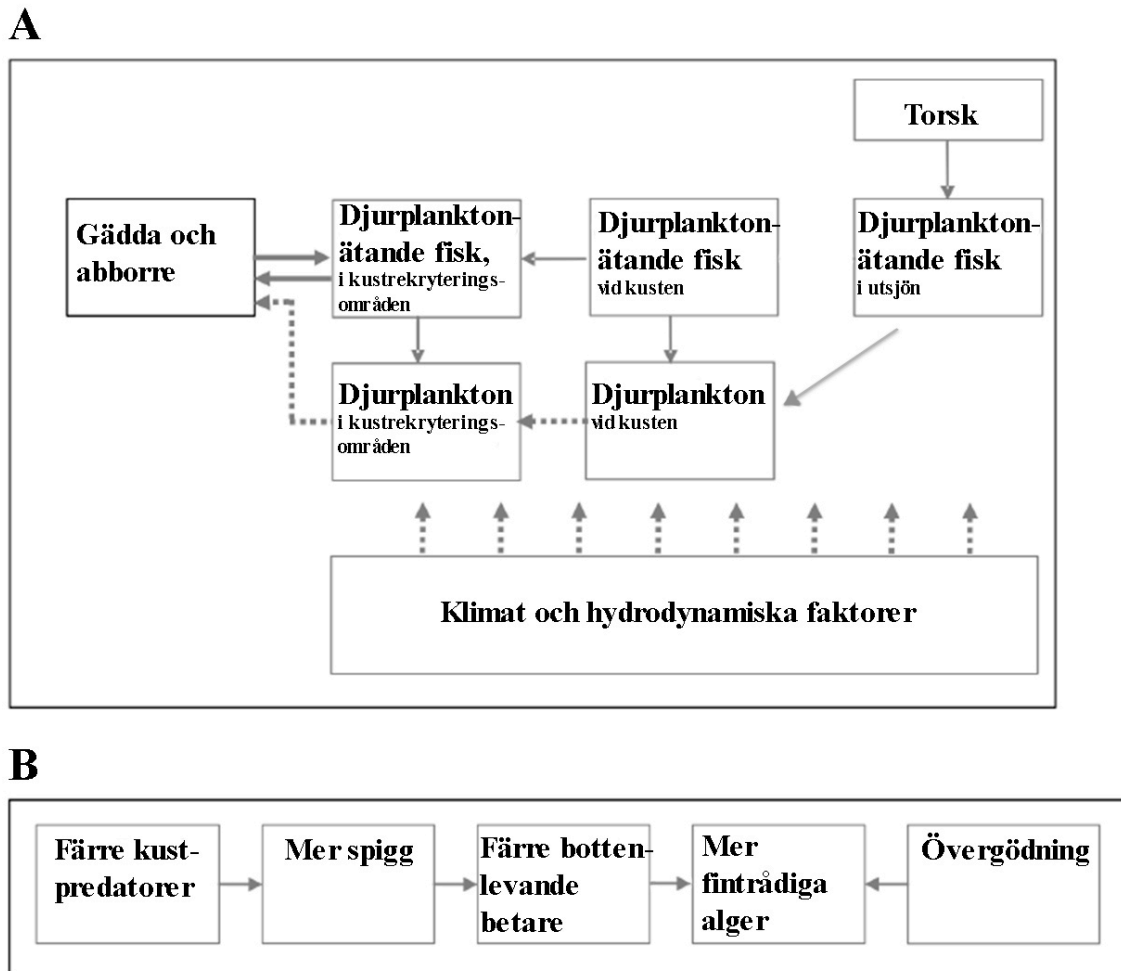 A
Torsk
Gädda och
abborre
Djurplankton-
ätande fisk,
i kustrekryterings-
områden
Djurplankton-
ätande fisk
vid kusten
Djurplankton-
ätande fisk
i utsjön
Djurplankton
i kustrekryterings-
områden
Djurplankton
vid kusten
Klimat och hydrodynamiska faktorer
B
Färre kust-
predatorer
Mer spigg
Färre botten-
levande
betare
Mer
fintrådiga
alger
Övergödning